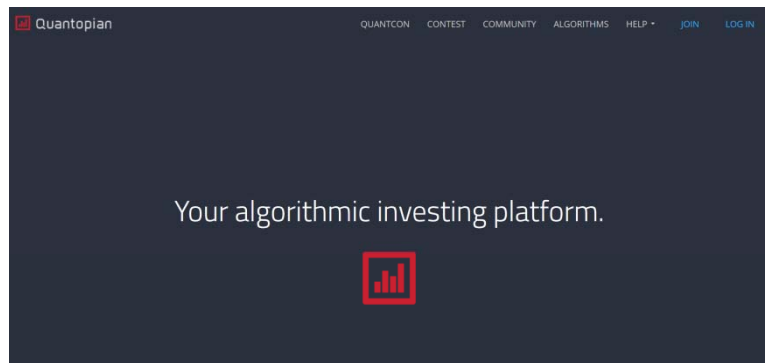 Quantopian QUANTCON CONTEST COMMUNITY ALGORITHMS HELP JOIN LOG IN
Your algorithmic investing platform.